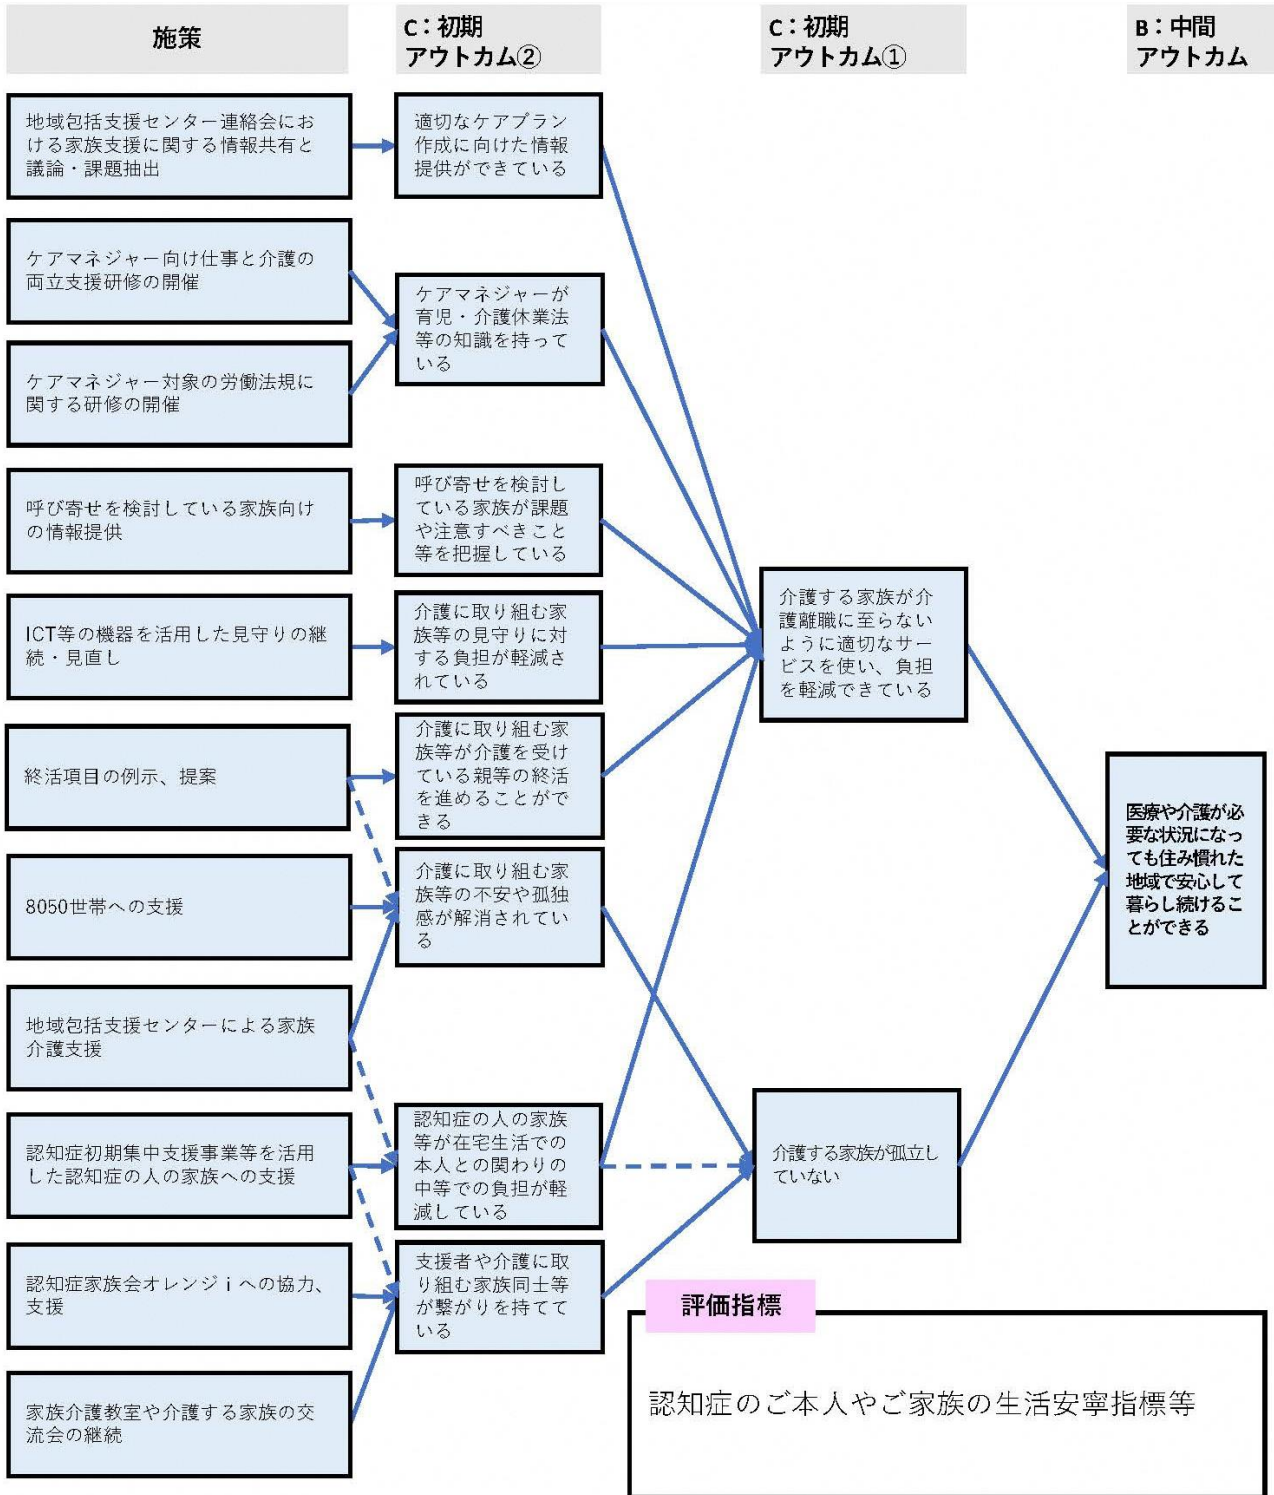 施策
C：初期
アウトカム②
C：初期
アウトカム①
B：中間
アウトカム
地域包括支援センター連絡会にお
ける家族支援に関する情報共有と
議論・課題抽出
ケアマネジャー向け仕事と介護の
両立支援研修の開催
ケアマネジャー対象の労働法規に
関する研修の開催
呼び寄せを検討している家族向け
の情報提供
ICT等の機器を活用した見守りの継
続・見直し
終活項目の例示、提案
8050世帯への支援
地域包括支援センターによる家族
介護支援
認知症初期集中支援事業等を活用
した認知症の人の家族への支援
認知症家族会オレンジｉへの協力、
支援
家族介護教室や介護する家族の交
流会の継続
適切なケアプラン
作成に向けた情報
提供ができている
ケアマネジャーが
育児・介護休業法
等の知識を持って
いる
呼び寄せを検討し
ている家族が課題
や注意すべきこと
等を把握している
介護に取り組む家
族等の見守りに対
する負担が軽減さ
れている
介護に取り組む家
族等が介護を受け
ている親等の終活
を進めることがで
きる
介護に取り組む家
族等の不安や孤独
感が解消されてい
る
認知症の人の家族
等が在宅生活での
本人との関わりの
中等での負担が軽
減している
支援者や介護に取
り組む家族同士等
が繋がりを持てて
いる
介護する家族が介
護離職に至らない
ように適切なサー
ビスを使い、負担
を軽減できている
介護する家族が孤立し
ていない
医療や介護が必
要な状況になっ
ても住み慣れた
地域で安心して
暮らし続けるこ
とができる
評価指標
認知症のご本人やご家族の生活安寧指標等